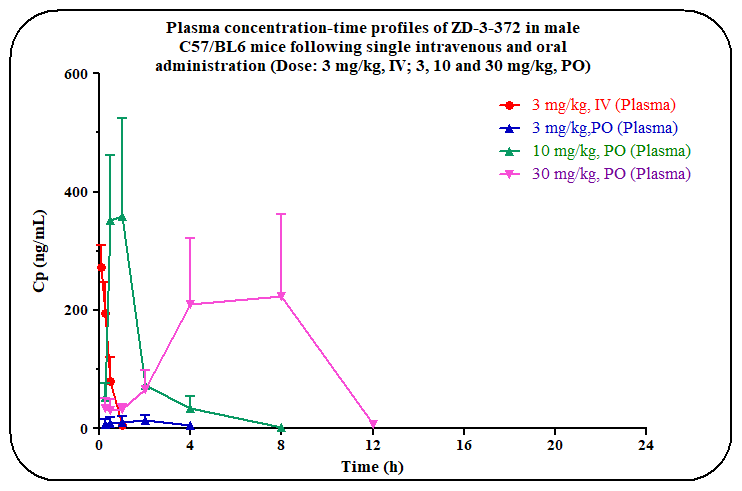 Plasma concentration-time profiles of ZD-3-372 in male
C57/BL6 mice following single intravenous and oral
administration (Dose: 3 mg/kg, IV; 3, 10 and 30 mg/kg, PO)
600
400
200
0
Cp (ng/mL)
3 mg/kg, IV (Plasma)
3 mg/kg,PO (Plasma)
10 mg/kg, PO (Plasma)
30 mg/kg, PO (Plasma)
0 4 8 12 16 20 24
Time (h)